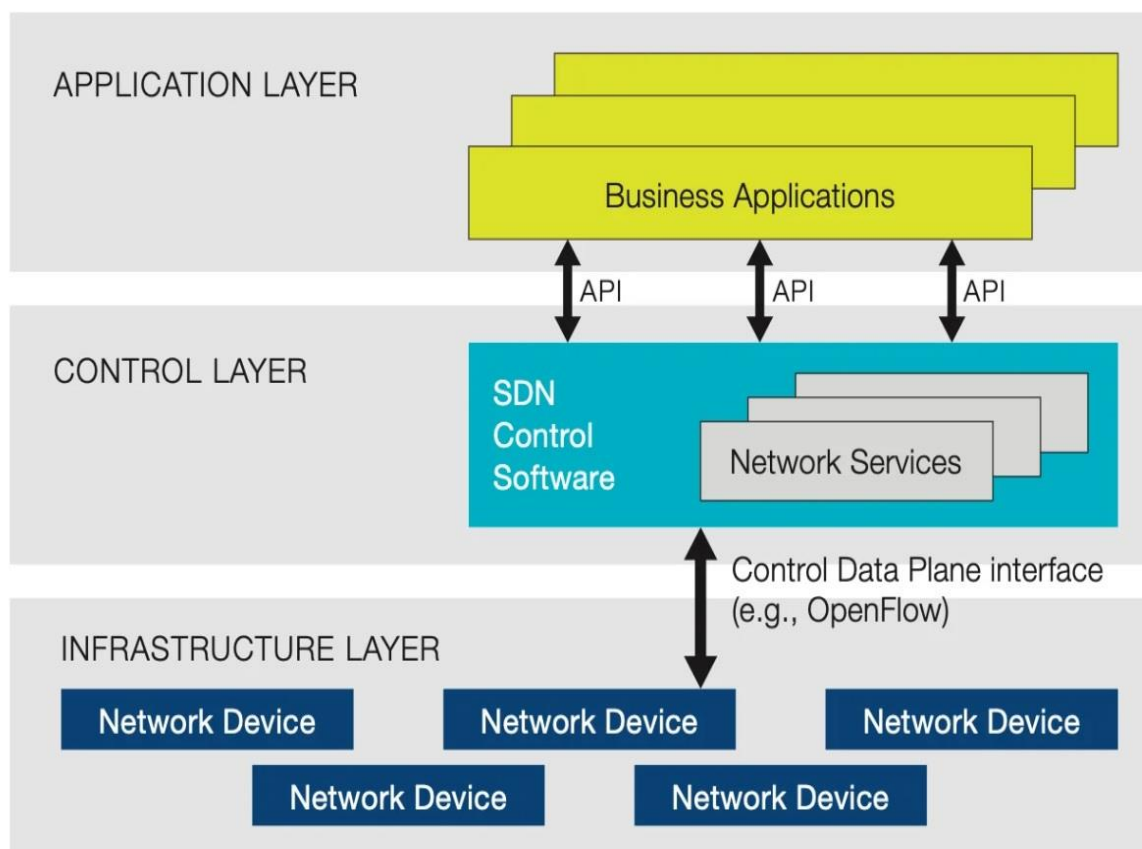 APPLICATION LAYER
Business Applications
API
API
API
CONTROL LAYER
SDN
Control
Software
Network Services
Control Data Plane interface
(e.g., OpenFlow)
INFRASTRUCTURE LAYER
Network Device
Network Device
Network Device
Network Device
Network Device